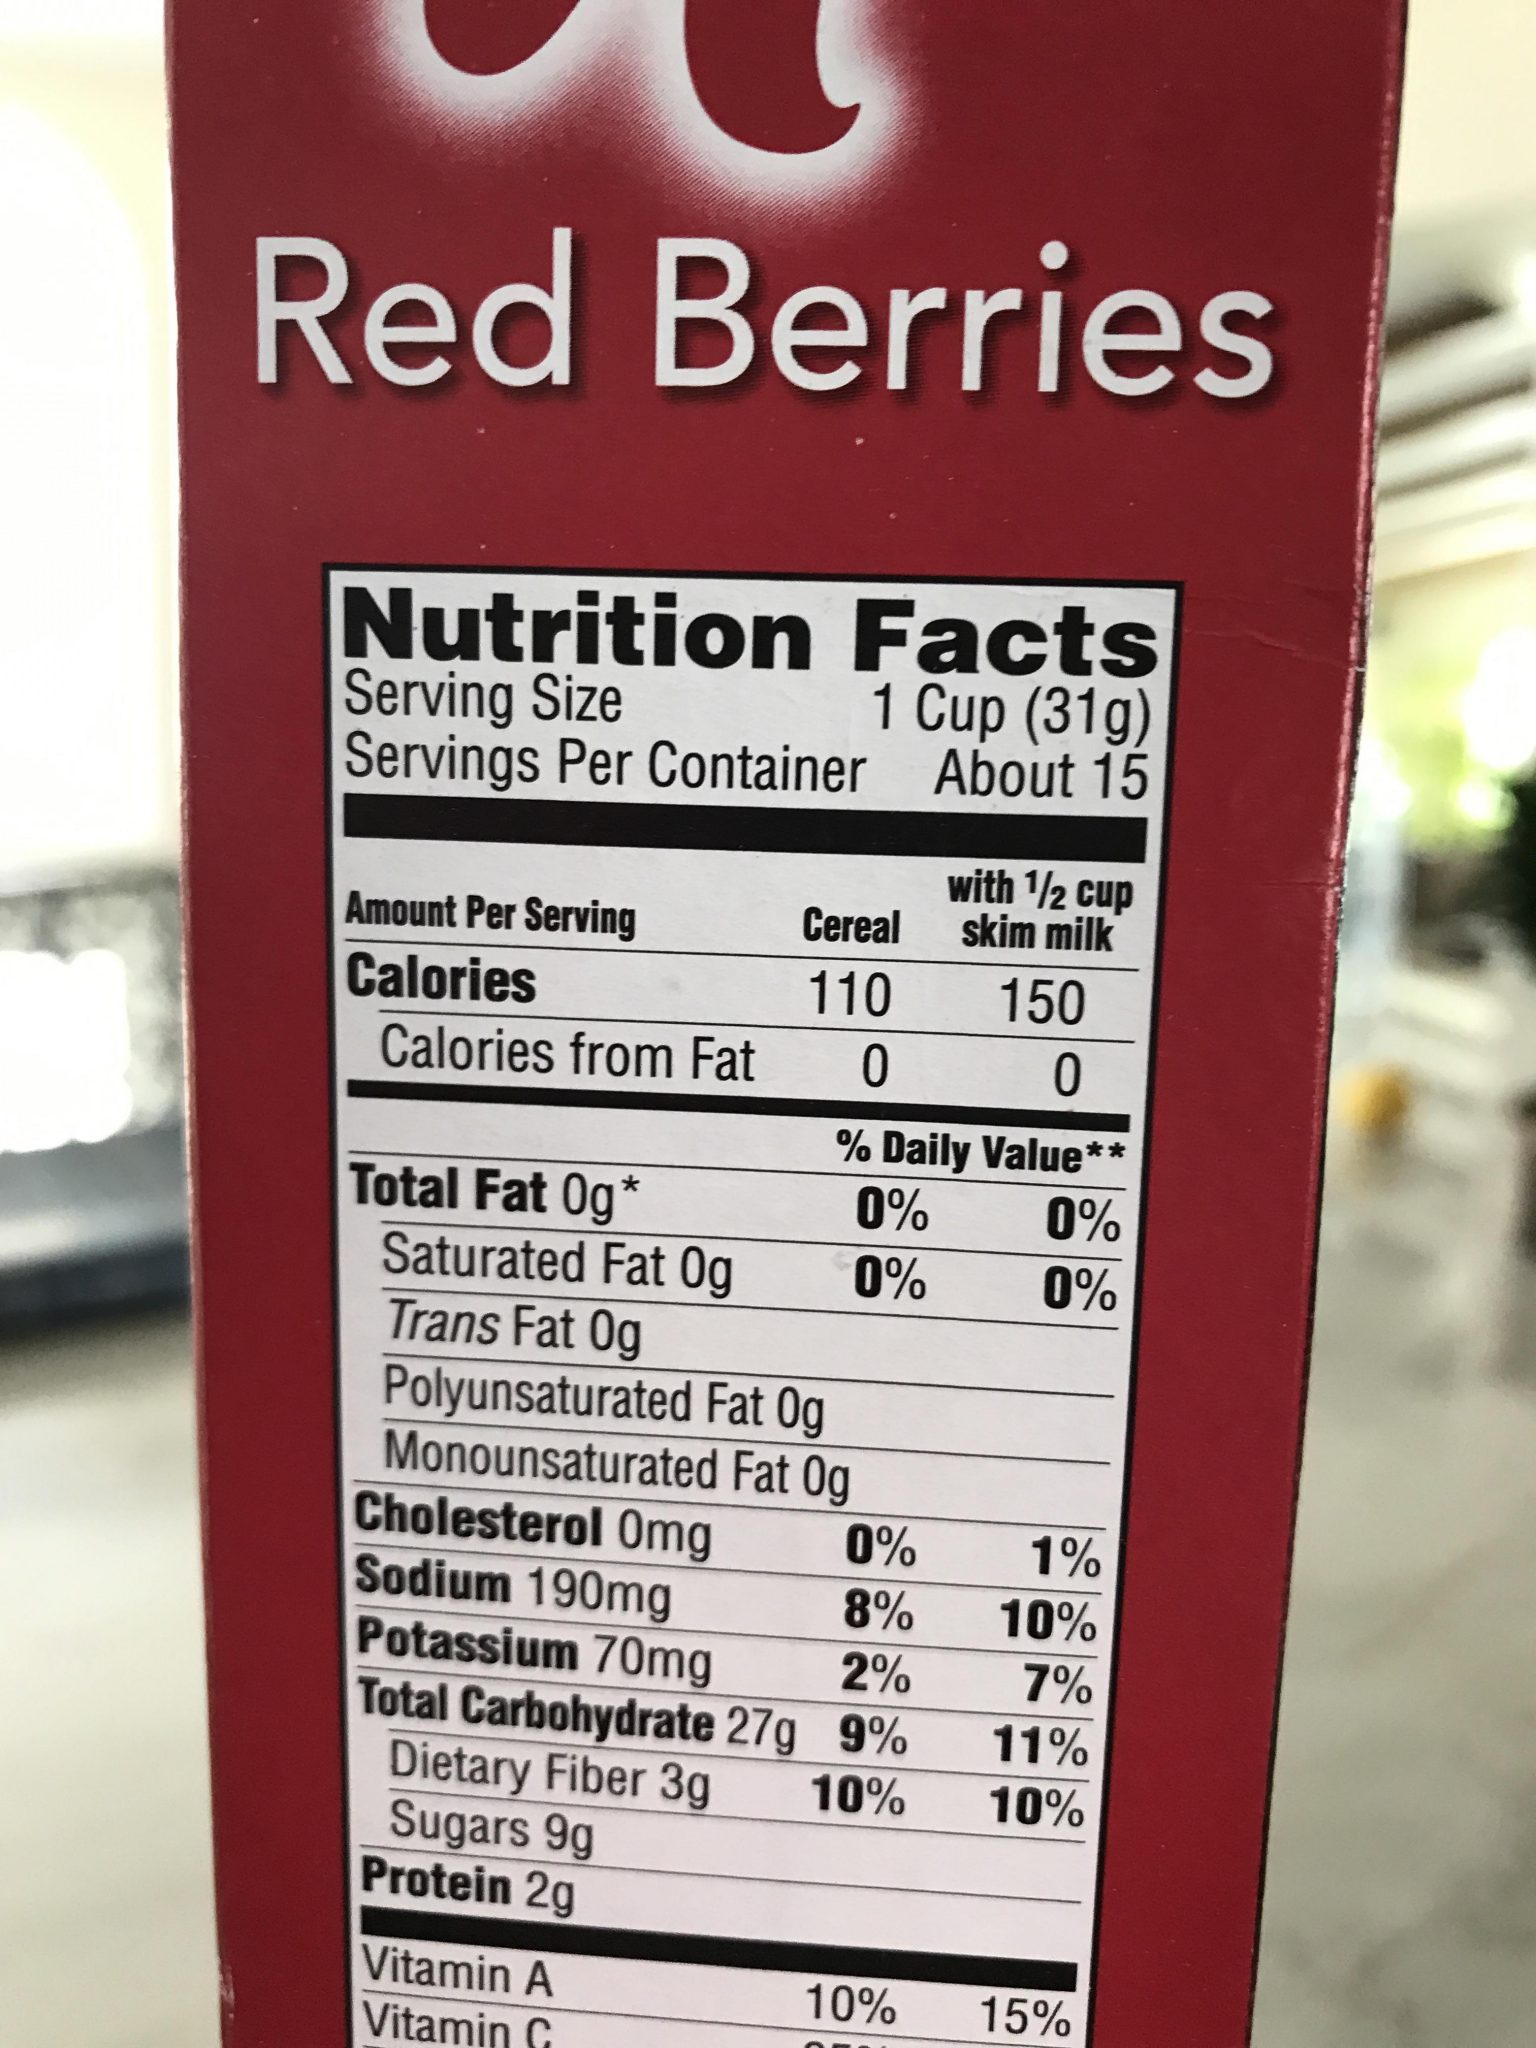 Red Berries
Nutrition Facts
Serving Size 1 Cup (31g)
Servings Per Container About 15
with 1/2 cup
Amount Per Serving Cereal skim milk
Calories 110 150
Calories from Fat 0 0
% Daily Value**
Total Fat 0g* 0% 0%
Saturated Fat 0g 0% 0%
Trans Fat 0g
Polyunsaturated Fat 0g
Monounsaturated Fat 0g
Cholesterol 0mg 0% 1%
Sodium 190mg 8% 10%
Potassium 70mg 2% 7%
Total Carbohydrate 27g 9% 11%
Dietary Fiber 3g 10% 10%
Sugars 9g
Protein 2g
Vitamin A 10% 15%
Vitamin C